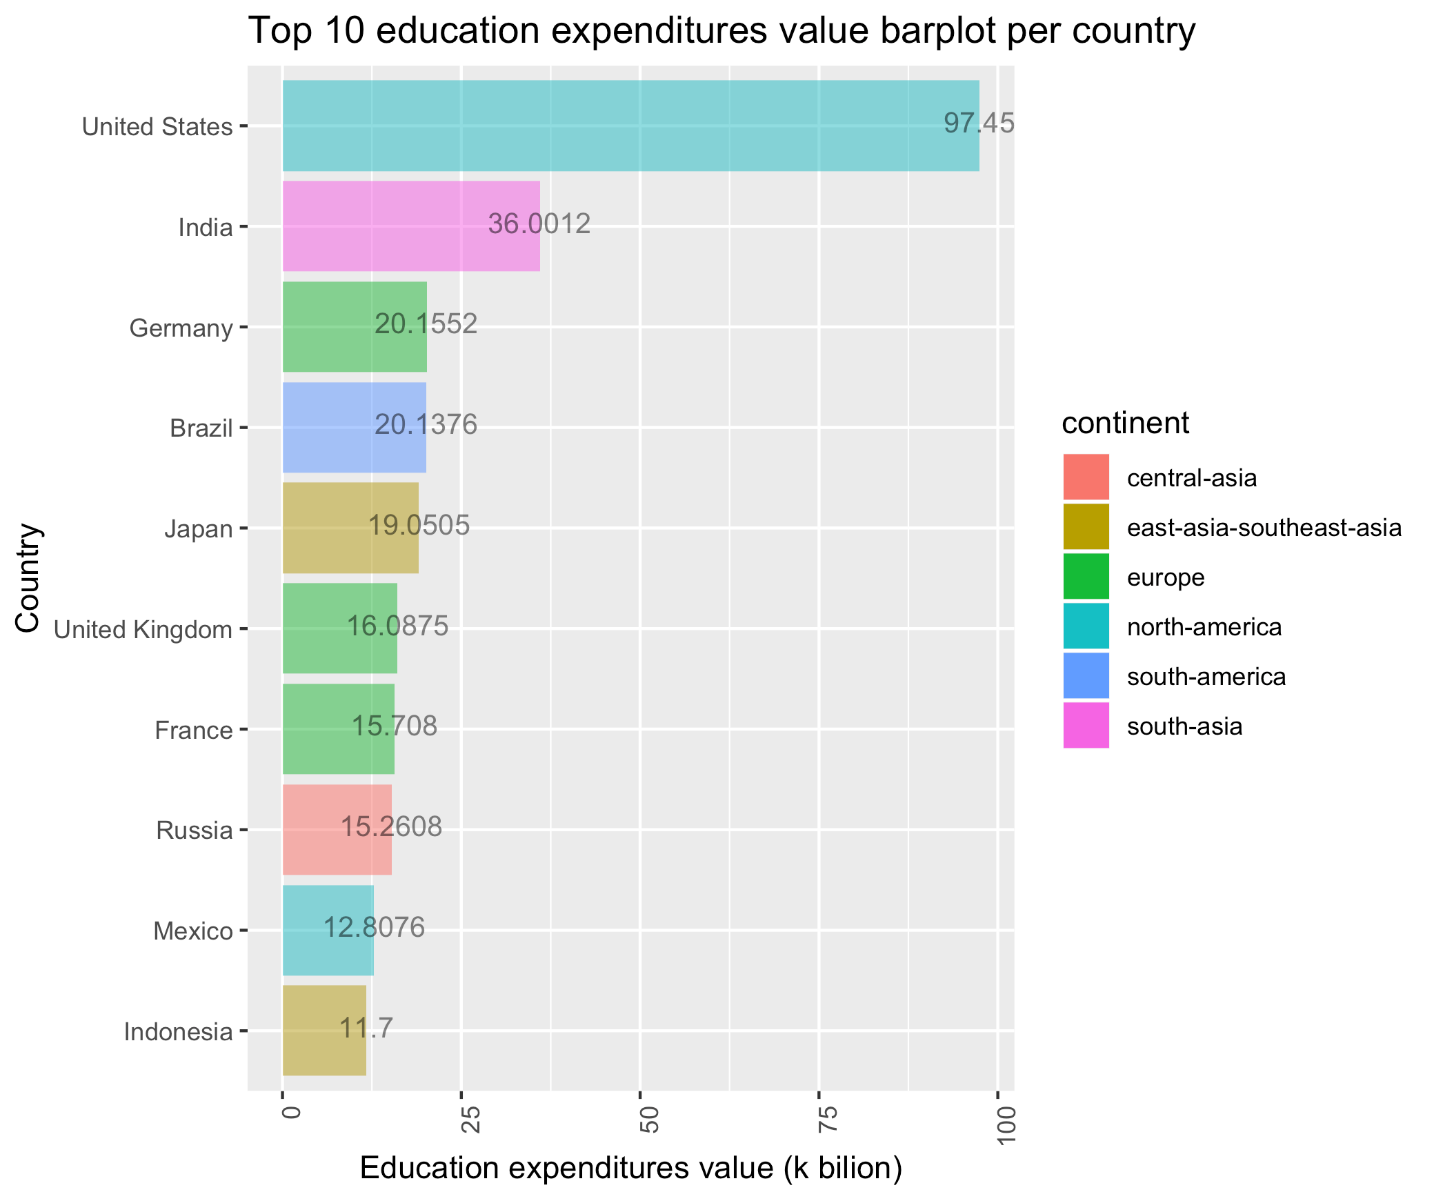 Top 10 education expenditures value barplot per country
Country
United States
97.45
India
36.0012
Germany
20.1552
Brazil
20.1376
Japan
19.0505
United Kingdom
16.0875
France
15.708
Russia
15.2608
Mexico
12.8076
Indonesia
11.7
0
25
50
75
100
Education expenditures value (k bilion)
continent
central-asia
east-asia-southeast-asia
europe
north-america
south-america
south-asia